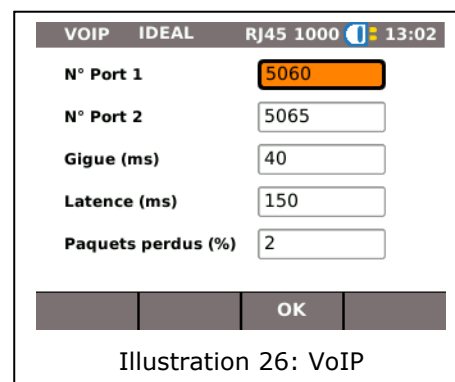 VOIP IDEAL RJ45 1000 13:02
N° Port 1 5060
N° Port 2 5065
Gigue (ms) 40
Latence (ms) 150
Paquets perdus (%) 2
OK
Illustration 26: VoIP